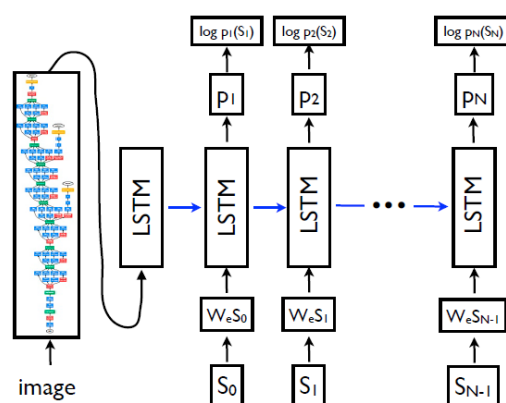 log p₁(S₁)
log p₂(S₂)
log pN(SN)
p₁
p₂
pN
LSTM
LSTM
LSTM
LSTM
WeS₀
WeS₁
WeSN-1
S₀
S₁
SN-1
image